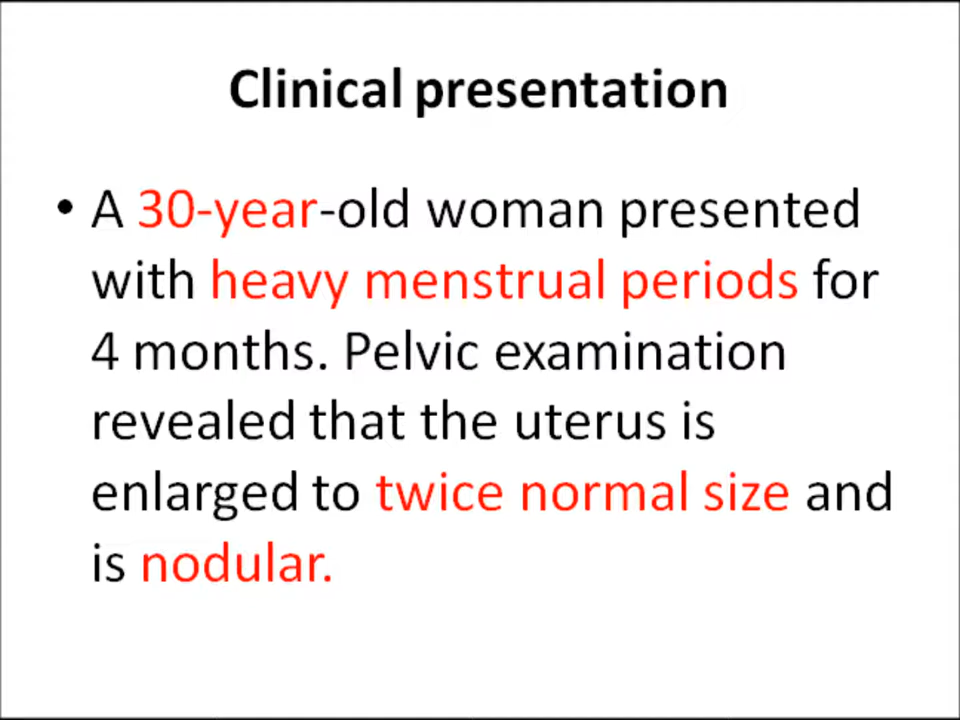 Clinical presentation
• A 30-year-old woman presented
with heavy menstrual periods for
4 months. Pelvic examination
revealed that the uterus is
enlarged to twice normal size and
is nodular.